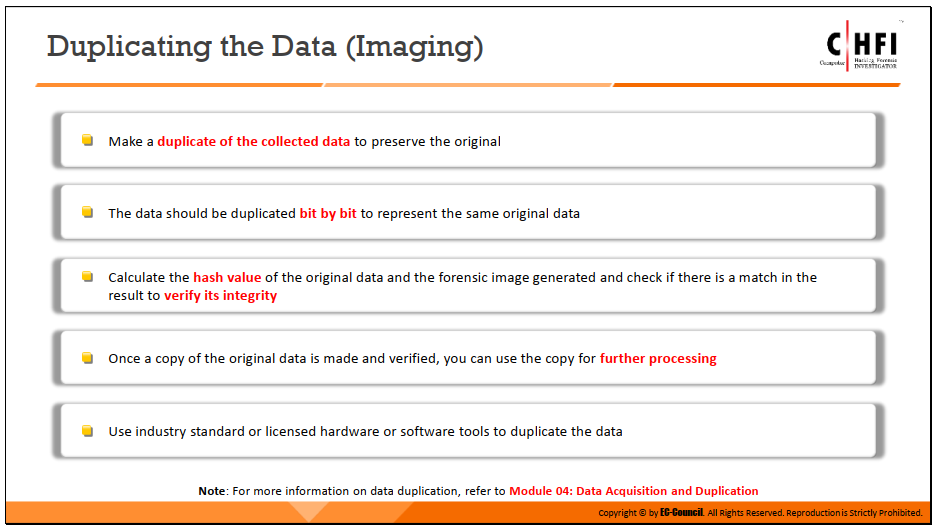 Duplicating the Data (Imaging)
CHFI
Computer Hacking Forensic
INVESTIGATOR
Make a duplicate of the collected data to preserve the original
The data should be duplicated bit by bit to represent the same original data
Calculate the hash value of the original data and the forensic image generated and check if there is a match in the
result to verify its integrity
Once a copy of the original data is made and verified, you can use the copy for further processing
Use industry standard or licensed hardware or software tools to duplicate the data
Note: For more information on data duplication, refer to Module 04: Data Acquisition and Duplication
Copyright © by EC-Council. All Rights Reserved. Reproduction is Strictly Prohibited.